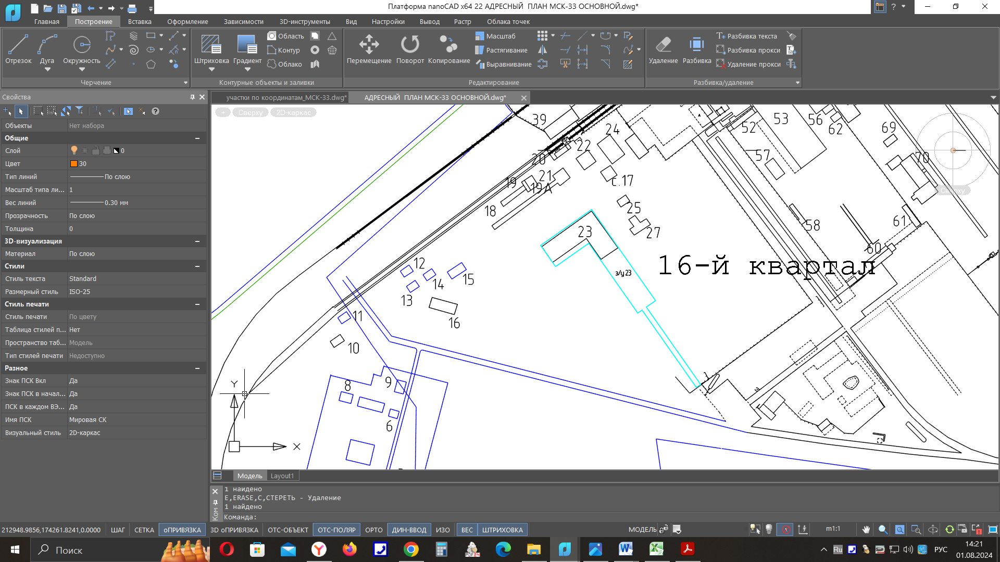 Платформа nanoCAD x64 22 АДРЕСНЫЙ ПЛАН МСК-33 ОСНОВНОЙ.dwg*
Главная Построение Вставка Оформление Зависимости 3D-инструменты Вид Настройки Вывод Растр Облака точек
Отрезок Дуга Окружность
Черчение
Штриховка Градиент
Область
Контур
Облако
Контурные объекты и заливки
Перемещение Поворот Копирование
Масштаб
Растягивание
Выравнивание
Редактирование
Удаление Разбивка
Разбивка текста
Разбивка прокси
Удаление прокси
Разбивка/удаление
Свойства
участки по координатам_МСК-33.dwg* АДРЕСНЫЙ ПЛАН МСК-33 ОСНОВНОЙ.dwg*
+ Сверху 2D-каркас
Объекты Нет набора
Общие
Слой 0
Цвет 30
Тип линий По слою
Масштаб типа ли... 1
Вес линий 0.30 мм
Прозрачность По слою
Толщина 0
3D-визуализация
Материал По слою
Стили
Стиль текста Standard
Размерный стиль ISO-25
Стиль печати
Стиль печати По цвету
Таблица стилей п... Нет
Пространство таб... Модель
Тип стилей печати Недоступно
Разное
Знак ПСК Вкл Да
Знак ПСК в начал... Да
ПСК в каждом ВЭ... Да
Имя ПСК Мировая СК
Визуальный стиль 2D-каркас
39
24
22
20
21
19
19А
18
с.17
25
27
23
з/у23
52
53
56
62
69
70
57
58
61
60
Сверху
16-й квартал
12
14
15
13
16
11
10
8
9
6
Y
X
Модель Layout1
1 найдено
E,ERASE,С,СТЕРЕТЬ - Удаление
1 найдено
Команда:
Ком
212948.9856,174261.8241,0.0000 ШАГ СЕТКА оПРИВЯЗКА 3D оПРИВЯЗКА ОТС-ОБЪЕКТ ОТС-ПОЛЯР ОРТО ДИН-ВВОД ИЗО ВЕС ШТРИХОВКА МОДЕЛЬ m1:1
Поиск
PDF24
Ru
РУС
14:21
01.08.2024